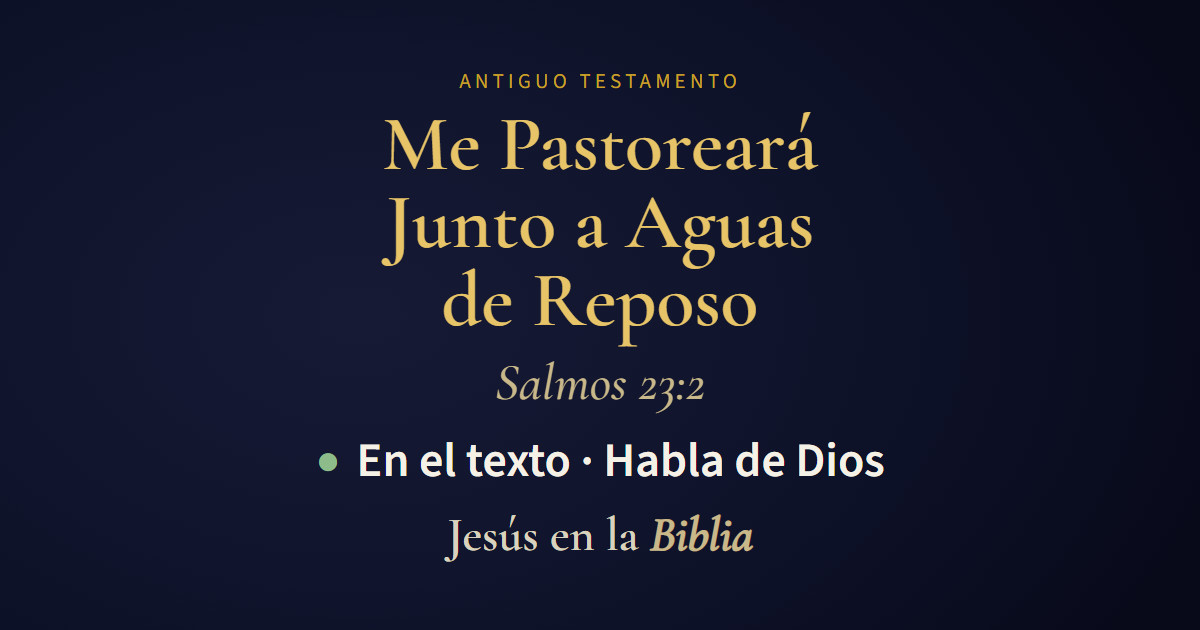 ANTIGUO TESTAMENTO
Me Pastoreará
Junto a Aguas
de Reposo
Salmos 23:2
En el texto · Habla de Dios
Jesús en la Biblia